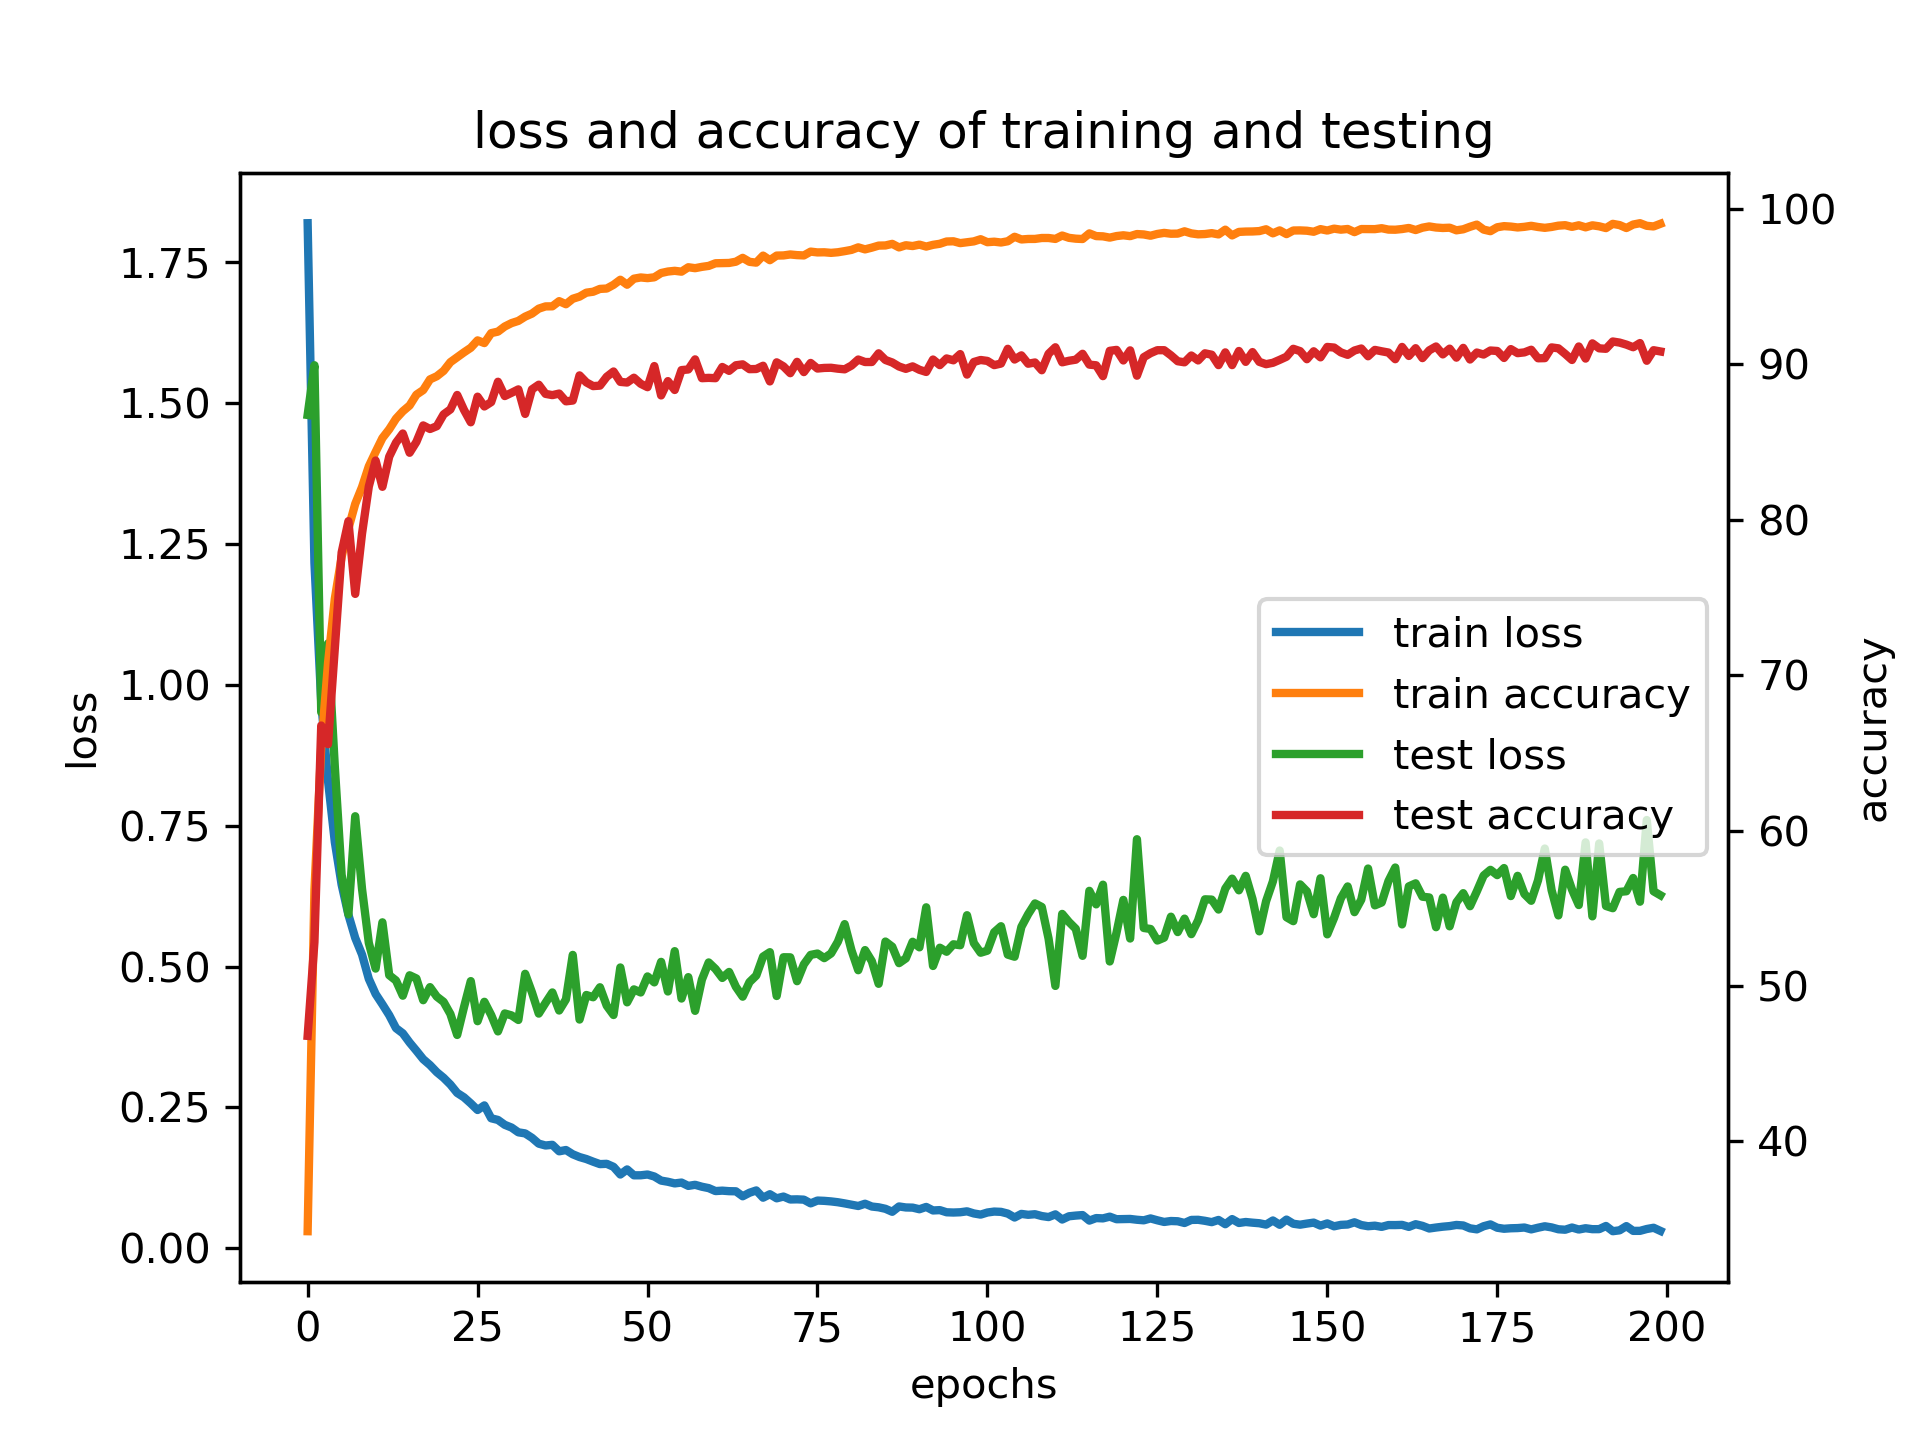 loss and accuracy of training and testing
1.75
1.50
1.25
1.00
0.75
0.50
0.25
0.00
loss
100
90
80
70
60
50
40
accuracy
train loss
train accuracy
test loss
test accuracy
0 25 50 75 100 125 150 175 200
epochs